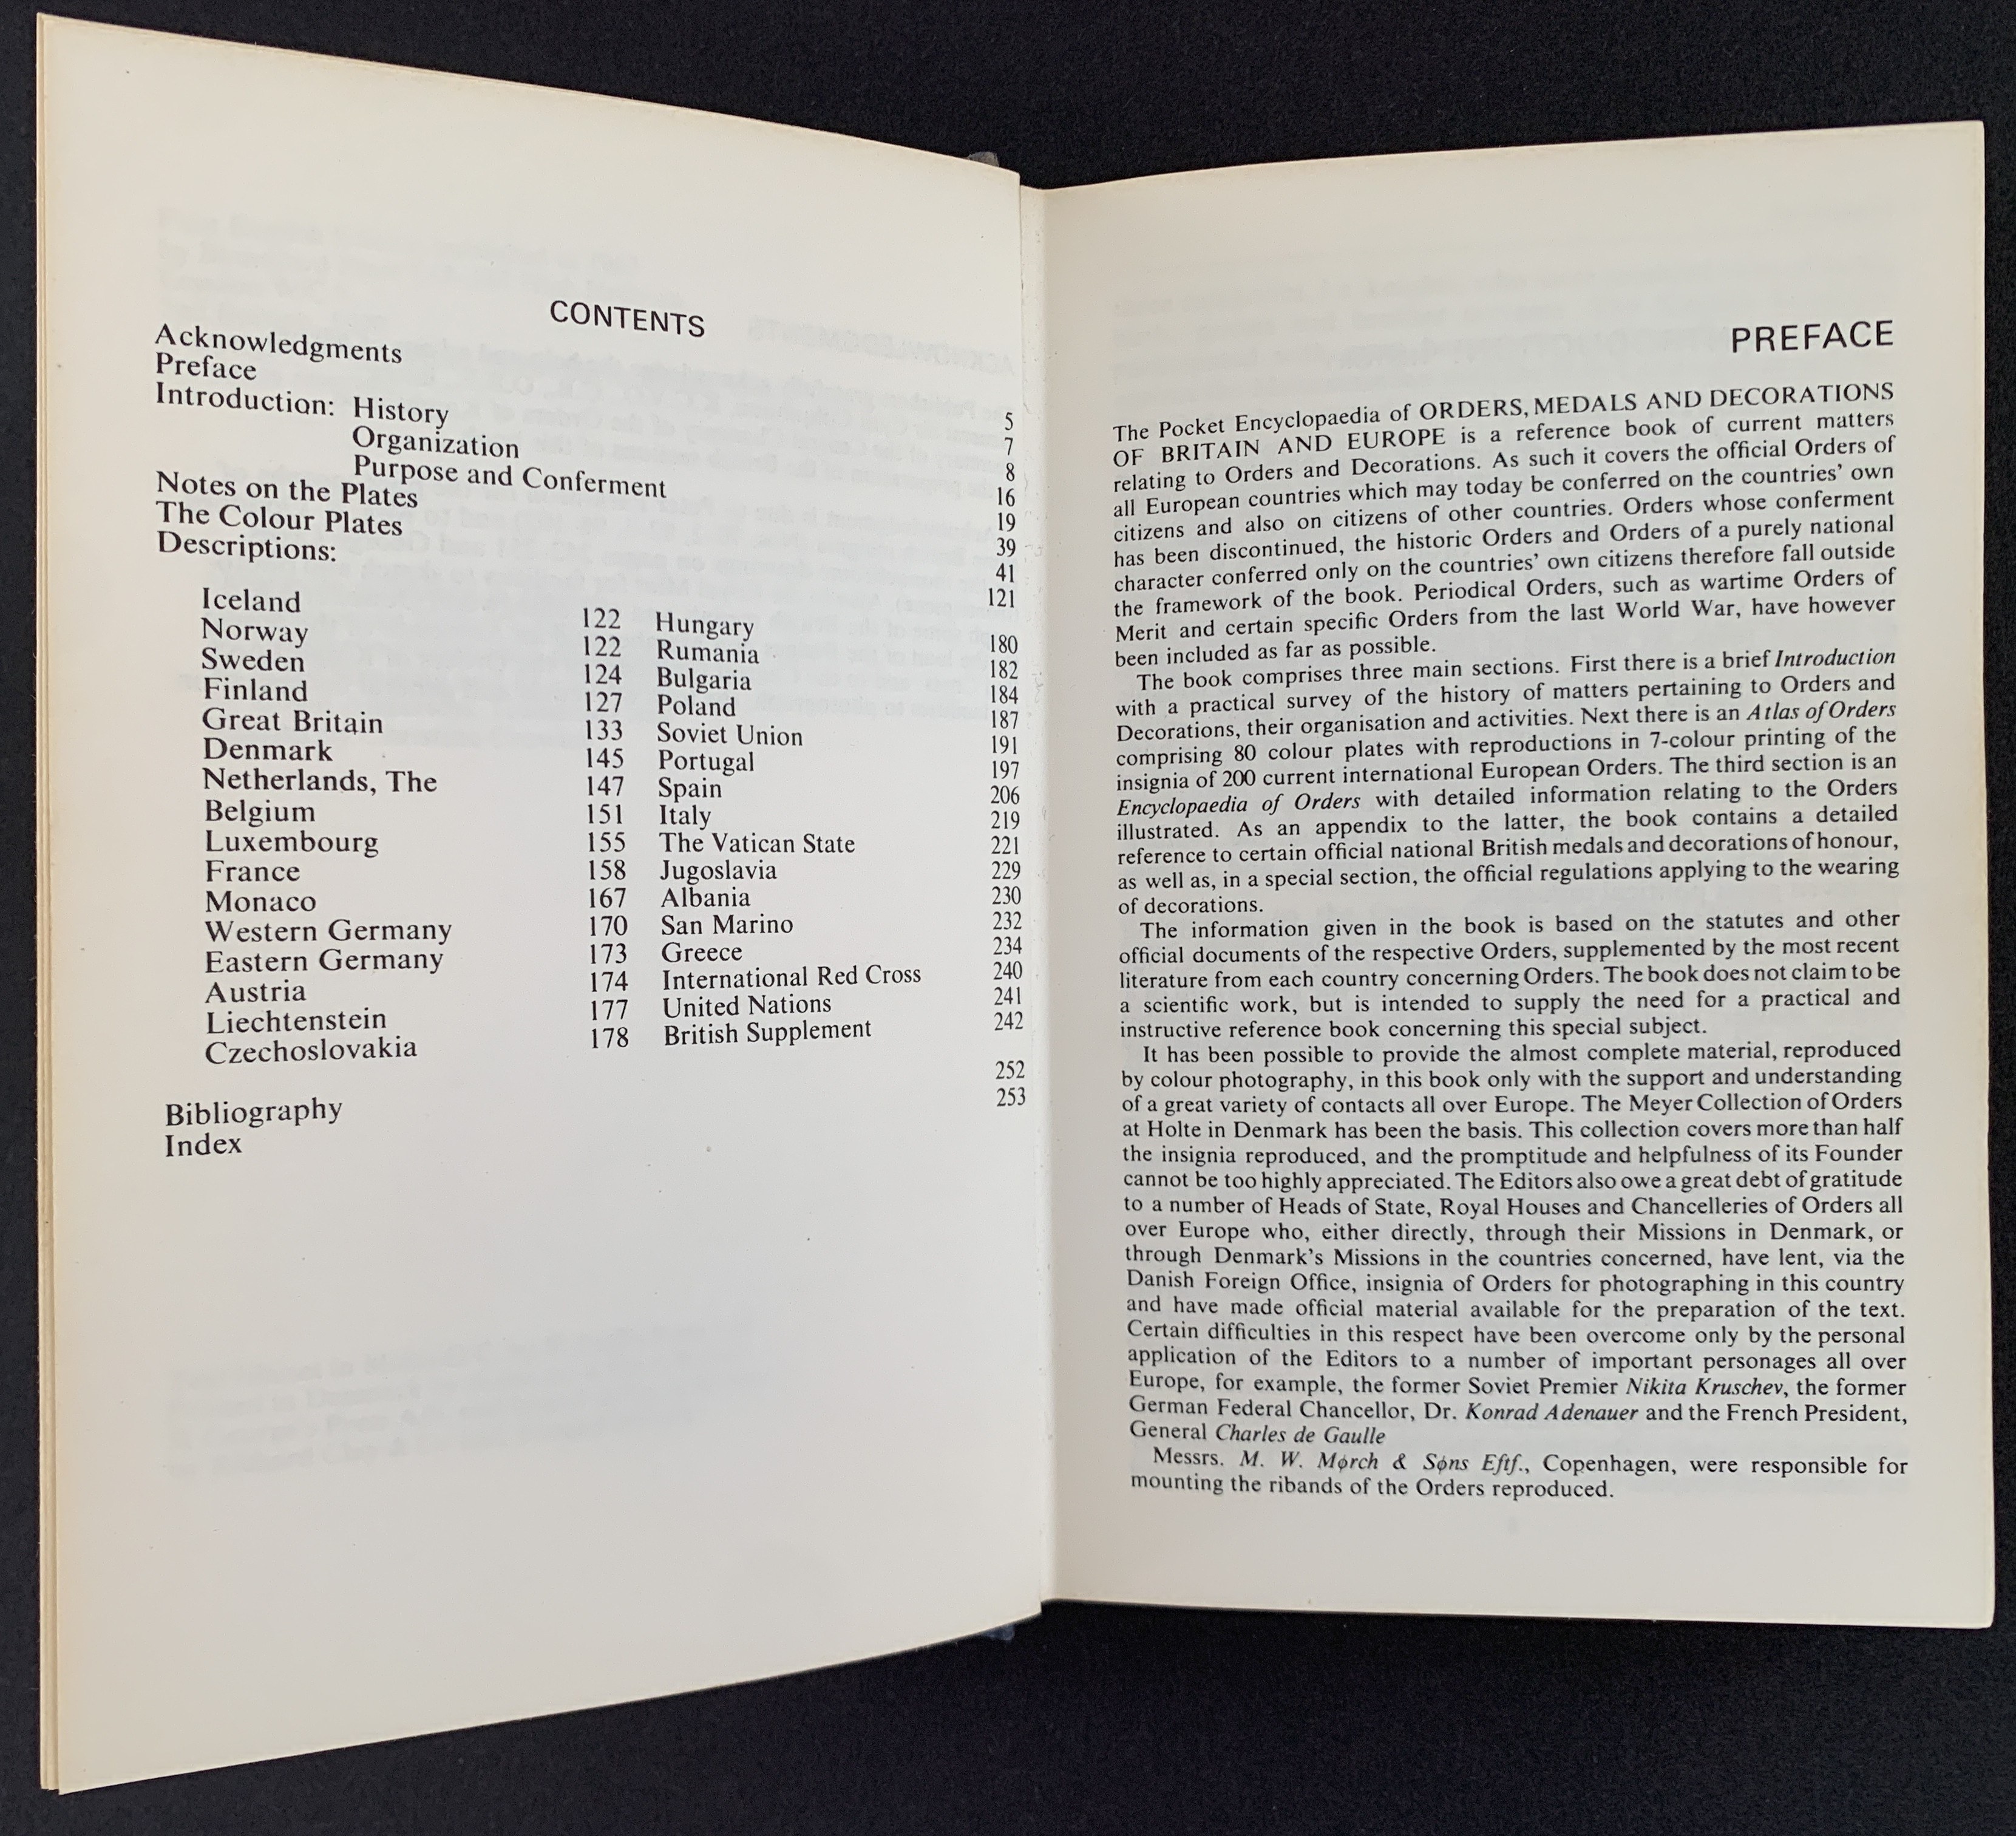 CONTENTS
Acknowledgments 5
Preface 7
Introduction: History 8
Organization 16
Purpose and Conferment 19
Notes on the Plates 39
The Colour Plates 41
Descriptions: 121
Iceland 122 Hungary 180
Norway 122 Rumania 182
Sweden 124 Bulgaria 184
Finland 127 Poland 187
Great Britain 133 Soviet Union 191
Denmark 145 Portugal 197
Netherlands, The 147 Spain 206
Belgium 151 Italy 219
Luxembourg 155 The Vatican State 221
France 158 Jugoslavia 229
Monaco 167 Albania 230
Western Germany 170 San Marino 232
Eastern Germany 173 Greece 234
Austria 174 International Red Cross 240
Liechtenstein 177 United Nations 241
Czechoslovakia 178 British Supplement 242
Bibliography 252
Index 253
PREFACE
The Pocket Encyclopaedia of ORDERS, MEDALS AND DECORATIONS
OF BRITAIN AND EUROPE is a reference book of current matters
relating to Orders and Decorations. As such it covers the official Orders of
all European countries which may today be conferred on the countries' own
citizens and also on citizens of other countries. Orders whose conferment
has been discontinued, the historic Orders and Orders of a purely national
character conferred only on the countries' own citizens therefore fall outside
the framework of the book. Periodical Orders, such as wartime Orders of
Merit and certain specific Orders from the last World War, have however
been included as far as possible.
The book comprises three main sections. First there is a brief Introduction
with a practical survey of the history of matters pertaining to Orders and
Decorations, their organisation and activities. Next there is an Atlas of Orders
comprising 80 colour plates with reproductions in 7-colour printing of the
insignia of 200 current international European Orders. The third section is an
Encyclopaedia of Orders with detailed information relating to the Orders
illustrated. As an appendix to the latter, the book contains a detailed
reference to certain official national British medals and decorations of honour,
as well as, in a special section, the official regulations applying to the wearing
of decorations.
The information given in the book is based on the statutes and other
official documents of the respective Orders, supplemented by the most recent
literature from each country concerning Orders. The book does not claim to be
a scientific work, but is intended to supply the need for a practical and
instructive reference book concerning this special subject.
It has been possible to provide the almost complete material, reproduced
by colour photography, in this book only with the support and understanding
of a great variety of contacts all over Europe. The Meyer Collection of Orders
at Holte in Denmark has been the basis. This collection covers more than half
the insignia reproduced, and the promptitude and helpfulness of its Founder
cannot be too highly appreciated. The Editors also owe a great debt of gratitude
to a number of Heads of State, Royal Houses and Chancelleries of Orders all
over Europe who, either directly, through their Missions in Denmark, or
through Denmark's Missions in the countries concerned, have lent, via the
Danish Foreign Office, insignia of Orders for photographing in this country
and have made official material available for the preparation of the text.
Certain difficulties in this respect have been overcome only by the personal
application of the Editors to a number of important personages all over
Europe, for example, the former Soviet Premier Nikita Kruschev, the former
German Federal Chancellor, Dr. Konrad Adenauer and the French President,
General Charles de Gaulle
Messrs. M. W. Mørch & Søns Eftf., Copenhagen, were responsible for
mounting the ribands of the Orders reproduced.